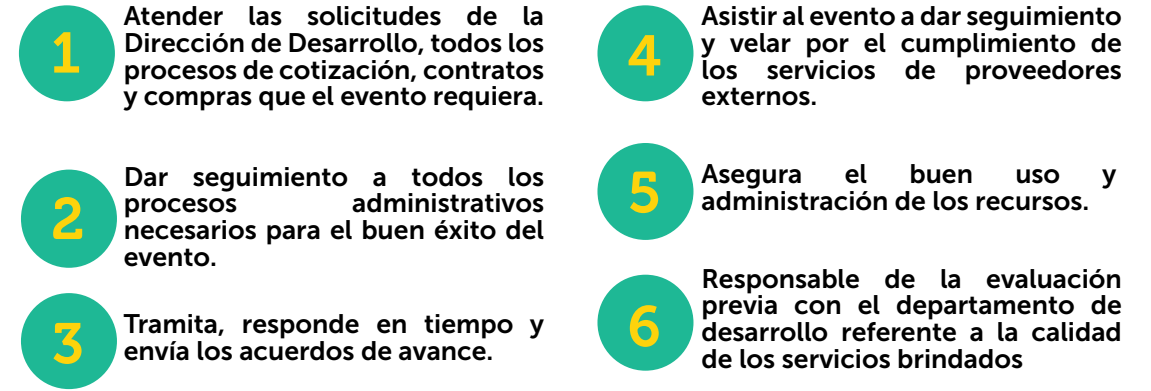 1
Atender las solicitudes de la
Dirección de Desarrollo, todos los
procesos de cotización, contratos
y compras que el evento requiera.
2
Dar seguimiento a todos los
procesos administrativos
necesarios para el buen éxito del
evento.
3
Tramita, responde en tiempo y
envía los acuerdos de avance.
4
Asistir al evento a dar seguimiento
y velar por el cumplimiento de
los servicios de proveedores
externos.
5
Asegura el buen uso y
administración de los recursos.
6
Responsable de la evaluación
previa con el departamento de
desarrollo referente a la calidad
de los servicios brindados